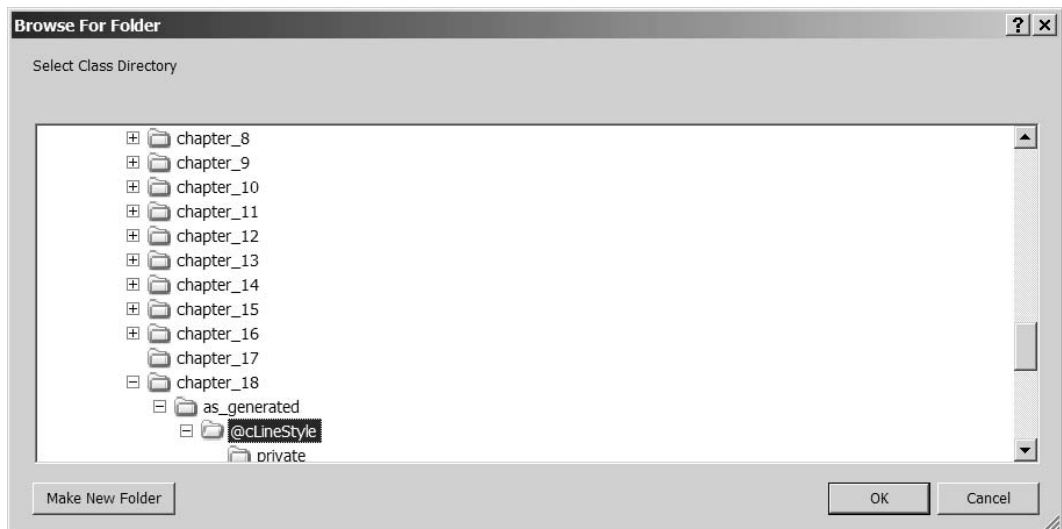 Browse For Folder
Select Class Directory
chapter_8
chapter_9
chapter_10
chapter_11
chapter_12
chapter_13
chapter_14
chapter_15
chapter_16
chapter_17
chapter_18
as_generated
@cLineStyle
private
Make New Folder
OK
Cancel